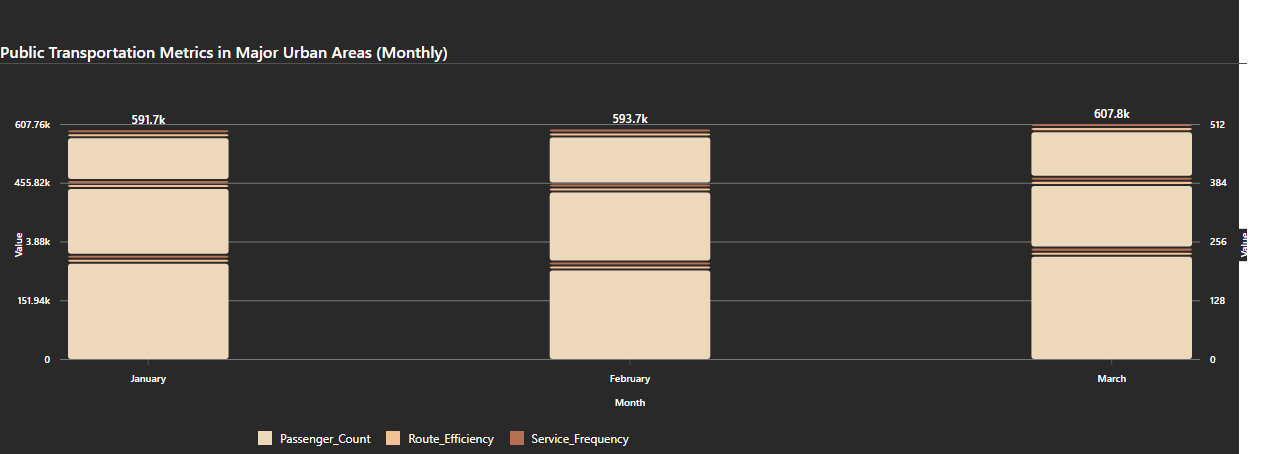 Public Transportation Metrics in Major Urban Areas (Monthly)
591.7k
593.7k
607.8k
607.76k
512
455.82k
384
3.88k
256
Value
Value
151.94k
128
0
0
January
February
March
Month
Passenger_Count
Route_Efficiency
Service_Frequency